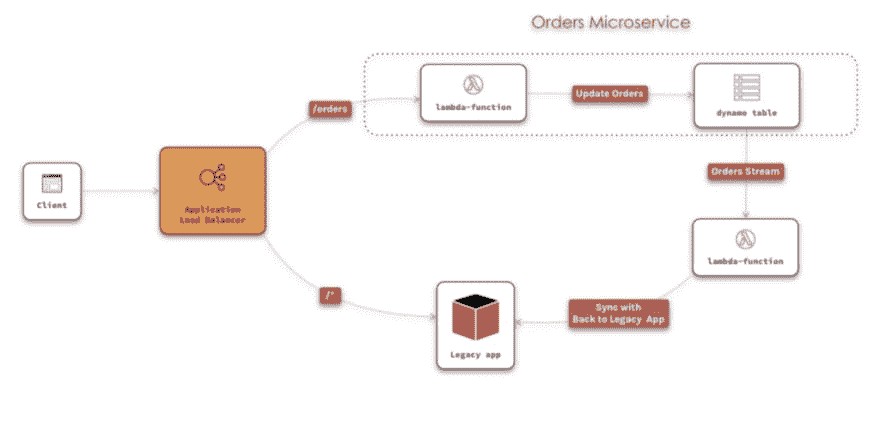 Orders Microservice
lambda-function
Update Orders
dynamo table
/orders
Orders Stream
Client
Application
Load Balancer
lambda-function
/*
Sync with
Back to Legacy App
Legacy app